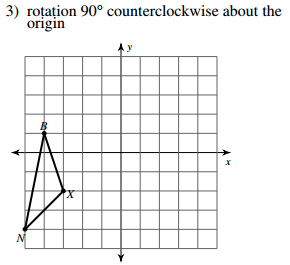 3) rotation 90° counterclockwise about the
origin
y
B
x
X
N